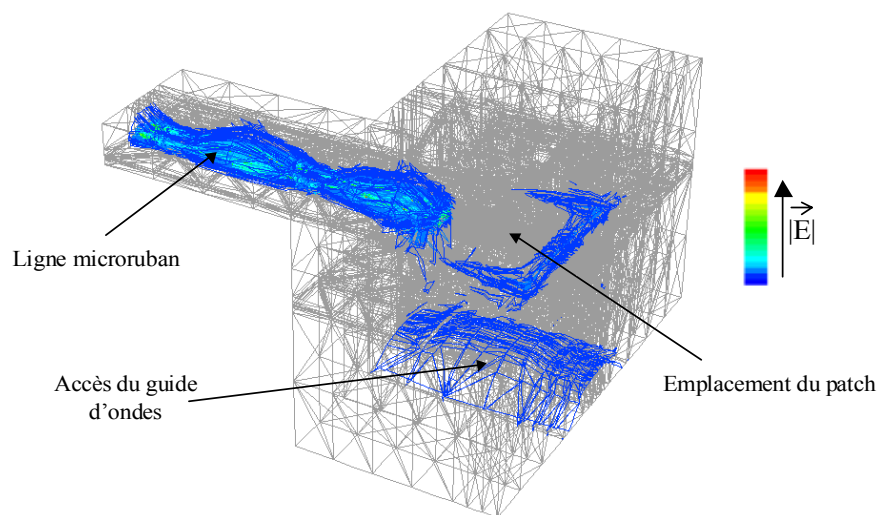 Ligne microruban
Accès du guide
d’ondes
|E|
Emplacement du patch